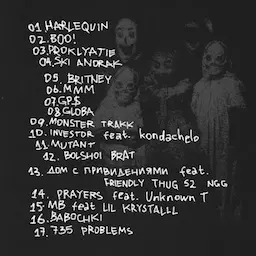 01 HARLEQUIN
02. BOO!
03. PROKLYATIE
04. SKI ANDRAK
05. BRITNEY
06. MMM
07. GP$
08. GLOBA
09. MONSTER TRAKK
10. INVESTOR feat. kondachelo
11. MUTANT
12. BOLSHOI BRAT
13. ДОМ С ПРИВИДЕНИЯМИ feat.
FRIENDLY THUG 52 NGG
14. PRAYERS feat. Unknown T
15. MB feat LIL KRYSTALLL
16. BABOCHKI
17. 735 PROBLEMS